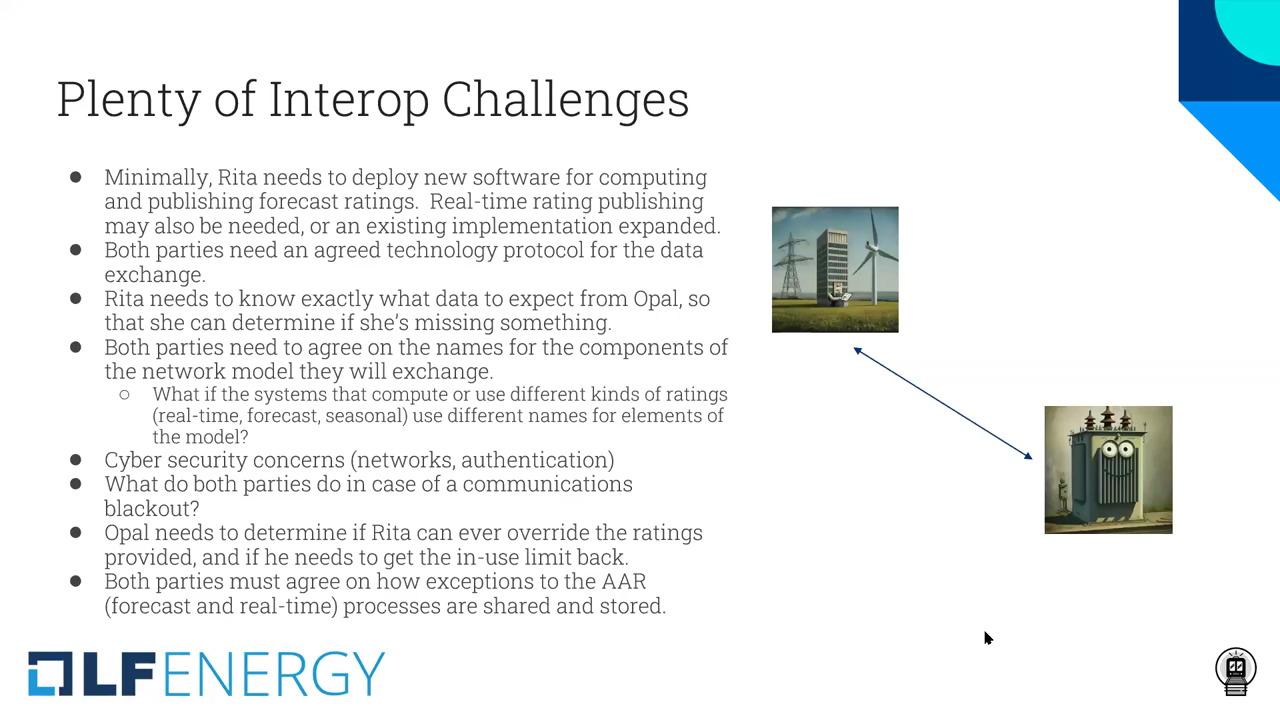 Plenty of Interop Challenges
● Minimally, Rita needs to deploy new software for computing
and publishing forecast ratings.  Real-time rating publishing
may also be needed, or an existing implementation expanded.
● Both parties need an agreed technology protocol for the data
exchange.
● Rita needs to know exactly what data to expect from Opal, so
that she can determine if she’s missing something.
● Both parties need to agree on the names for the components of
the network model they will exchange.
○ What if the systems that compute or use different kinds of ratings
(real-time, forecast, seasonal) use different names for elements of
the model?
● Cyber security concerns (networks, authentication)
● What do both parties do in case of a communications
blackout?
● Opal needs to determine if Rita can ever override the ratings
provided, and if he needs to get the in-use limit back.
● Both parties must agree on how exceptions to the AAR
(forecast and real-time) processes are shared and stored.
LF ENERGY